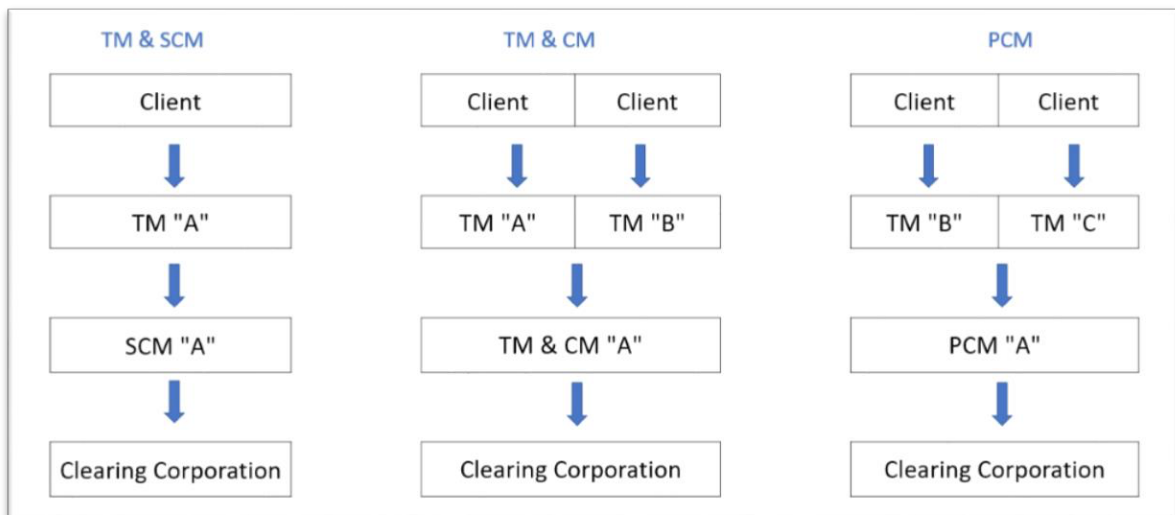 TM & SCM
TM & CM
PCM
Client
Client
Client
Client
Client
TM "A"
TM "A"
TM "B"
TM "B"
TM "C"
SCM "A"
TM & CM "A"
PCM "A"
Clearing Corporation
Clearing Corporation
Clearing Corporation